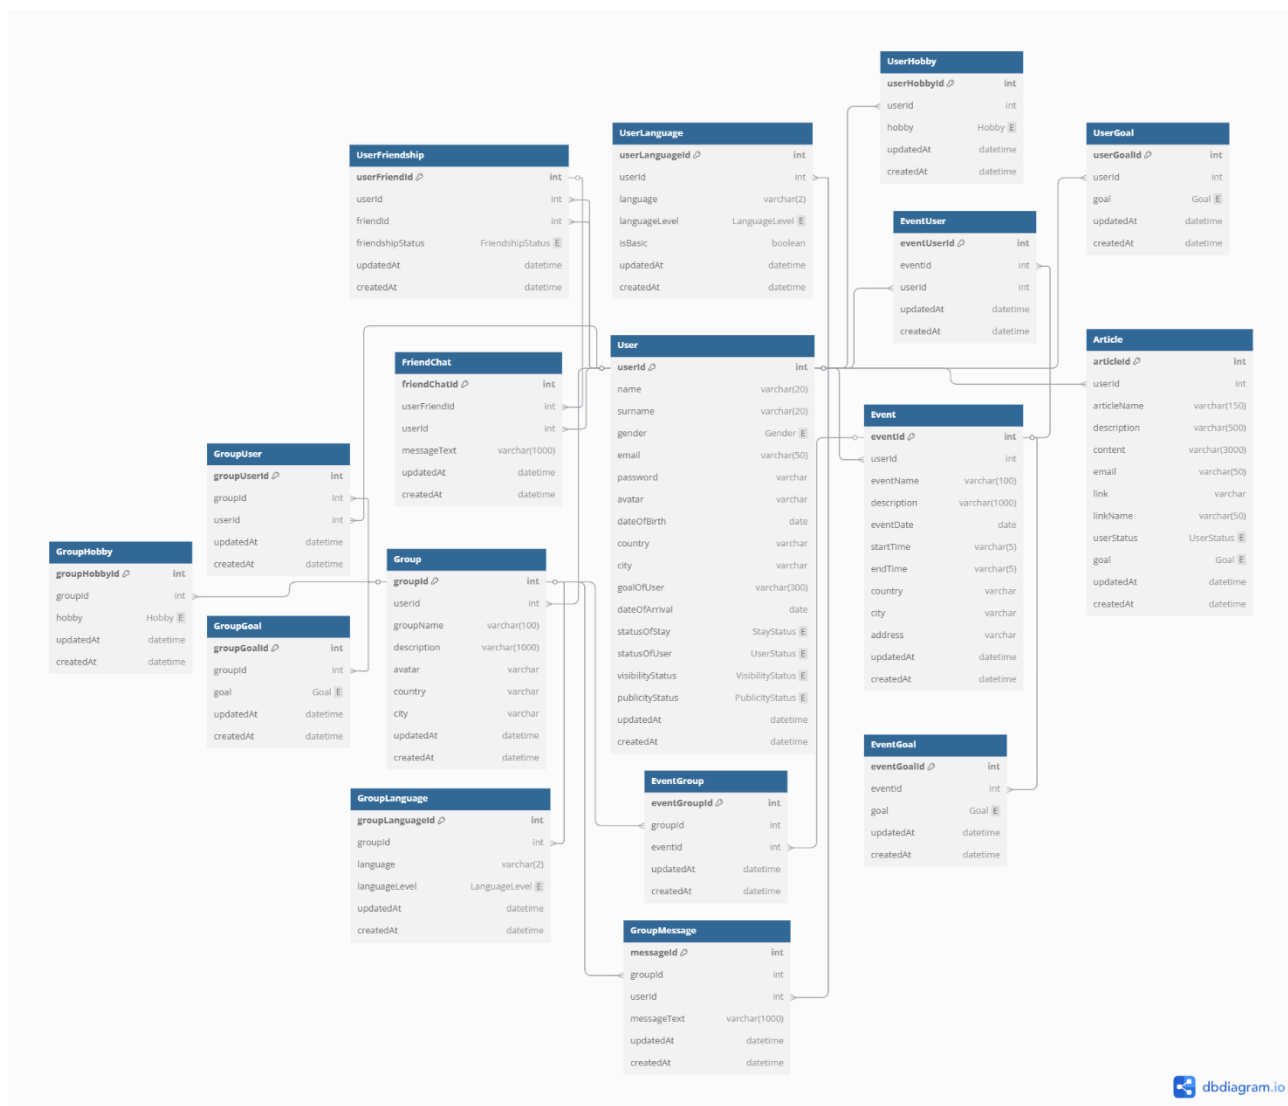 UserHobby
userHobbyId int
userId int
hobby Hobby E
updatedAt datetime
createdAt datetime
UserLanguage
userLanguageId int
userId int
language varchar(2)
languageLevel LanguageLevel E
isBasic boolean
updatedAt datetime
createdAt datetime
UserGoal
userGoalId int
userId int
goal Goal E
updatedAt datetime
createdAt datetime
UserFriendship
userFriendId int
userId int
friendId int
friendshipStatus FriendshipStatus E
updatedAt datetime
createdAt datetime
EventUser
eventUserId int
eventId int
userId int
updatedAt datetime
createdAt datetime
Article
articleId int
userId int
articleName varchar(150)
description varchar(500)
content varchar(3000)
email varchar(50)
link varchar
linkName varchar(50)
userStatus UserStatus E
goal Goal E
updatedAt datetime
createdAt datetime
User
userId int
name varchar(20)
surname varchar(20)
gender Gender E
email varchar(50)
password varchar
avatar varchar
dateOfBirth date
country varchar
city varchar
goalOfUser varchar(300)
dateOfArrival date
statusOfStay StayStatus E
statusOfUser UserStatus E
visibilityStatus VisibilityStatus E
publicityStatus PublicityStatus E
updatedAt datetime
createdAt datetime
FriendChat
friendChatId int
userFriendId int
userId int
messageText varchar(1000)
updatedAt datetime
createdAt datetime
Event
eventId int
userId int
eventName varchar(100)
description varchar(1000)
eventDate date
startTime varchar(5)
endTime varchar(5)
country varchar
city varchar
address varchar
updatedAt datetime
createdAt datetime
GroupUser
groupUserId int
groupId int
userId int
updatedAt datetime
createdAt datetime
GroupHobby
groupHobbyId int
groupId int
hobby Hobby E
updatedAt datetime
createdAt datetime
Group
groupId int
userId int
groupName varchar(100)
description varchar(1000)
avatar varchar
country varchar
city varchar
updatedAt datetime
createdAt datetime
GroupGoal
groupGoalId int
groupId int
goal Goal E
updatedAt datetime
createdAt datetime
EventGoal
eventGoalId int
eventId int
goal Goal E
updatedAt datetime
createdAt datetime
EventGroup
eventGroupId int
groupId int
eventId int
updatedAt datetime
createdAt datetime
GroupLanguage
groupLanguageId int
groupId int
language varchar(2)
languageLevel LanguageLevel E
updatedAt datetime
createdAt datetime
GroupMessage
messageId int
groupId int
userId int
messageText varchar(1000)
updatedAt datetime
createdAt datetime
dbdiagram.io